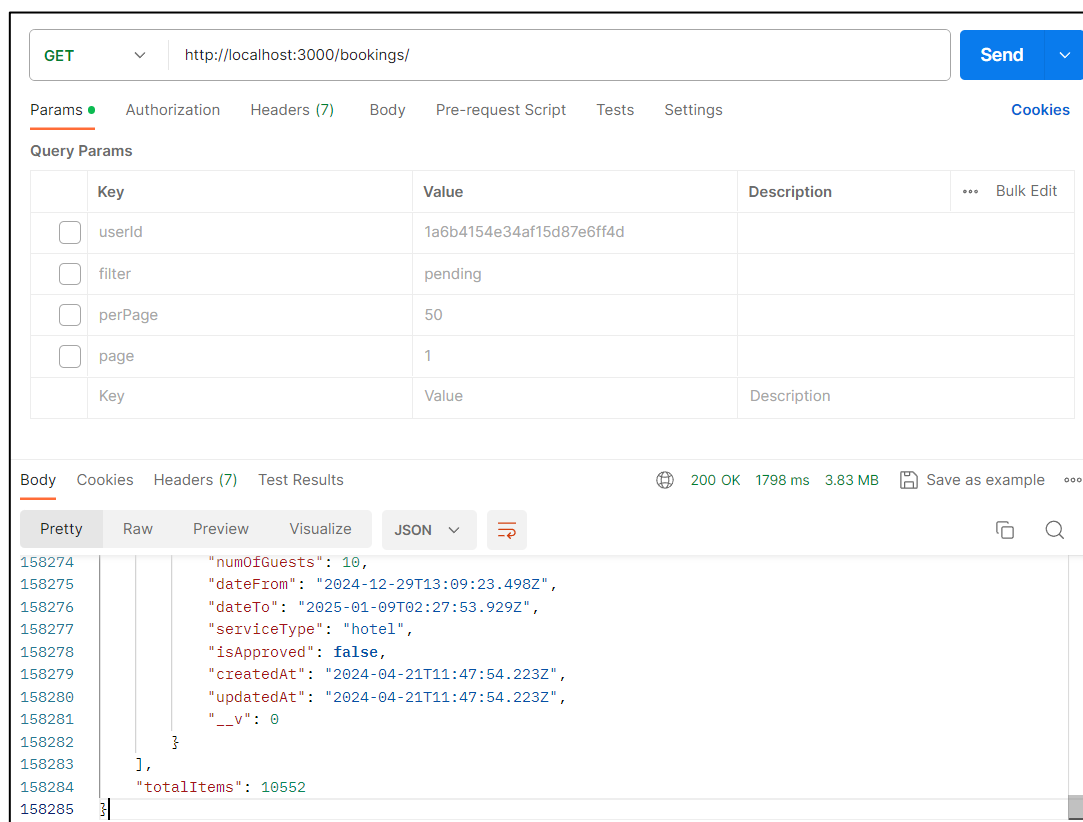 GET http://localhost:3000/bookings/ Send
Params Authorization Headers (7) Body Pre-request Script Tests Settings Cookies
Query Params
Key Value Description Bulk Edit
userId 1a6b4154e34af15d87e6ff4d
filter pending
perPage 50
page 1
Key Value Description
Body Cookies Headers (7) Test Results 200 OK 1798 ms 3.83 MB Save as example
Pretty Raw Preview Visualize JSON
158274 "numOfGuests": 10,
158275 "dateFrom": "2024-12-29T13:09:23.498Z",
158276 "dateTo": "2025-01-09T02:27:53.929Z",
158277 "serviceType": "hotel",
158278 "isApproved": false,
158279 "createdAt": "2024-04-21T11:47:54.223Z",
158280 "updatedAt": "2024-04-21T11:47:54.223Z",
158281 "__v": 0
158282 }
158283 ],
158284 "totalItems": 10552
158285 }